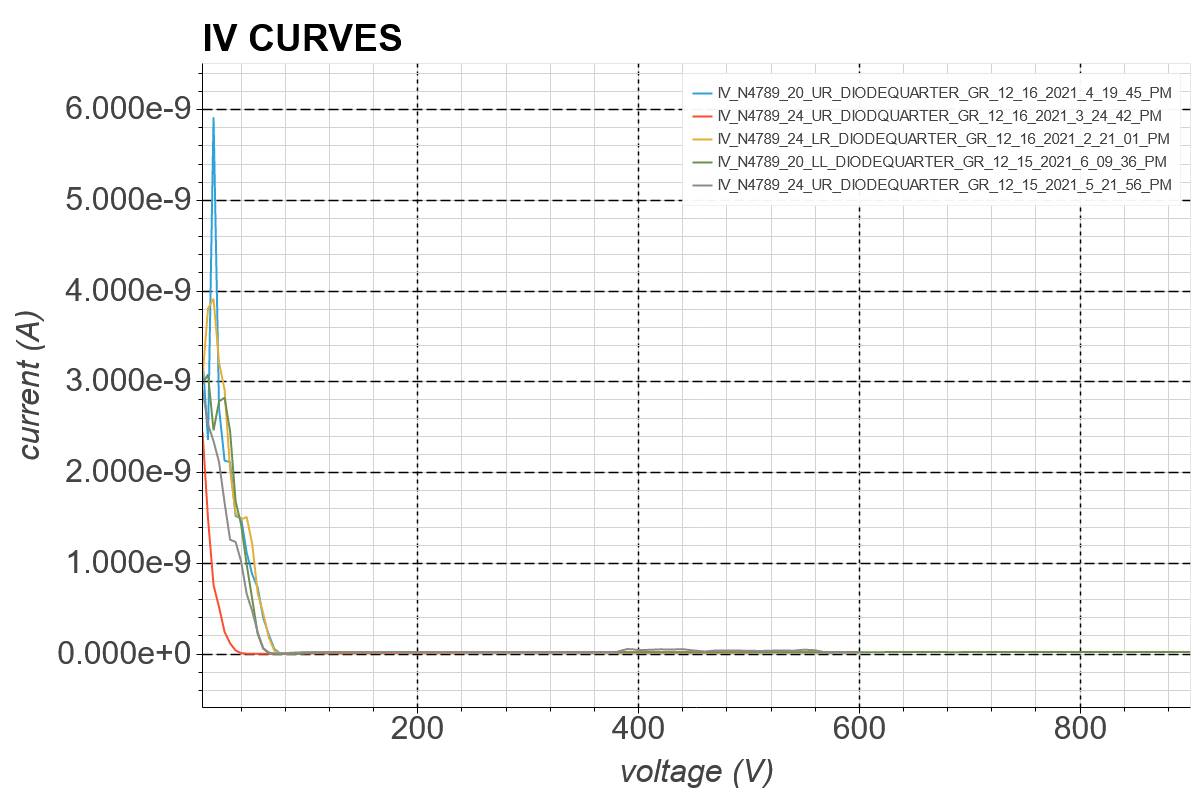 IV CURVES
IV_N4789_20_UR_DIODEQUARTER_GR_12_16_2021_4_19_45_PM
IV_N4789_24_UR_DIODQUARTER_GR_12_16_2021_3_24_42_PM
IV_N4789_24_LR_DIODEQUARTER_GR_12_16_2021_2_21_01_PM
IV_N4789_20_LL_DIODEQUARTER_GR_12_15_2021_6_09_36_PM
IV_N4789_24_UR_DIODEQUARTER_GR_12_15_2021_5_21_56_PM
6.000e-9
5.000e-9
4.000e-9
3.000e-9
2.000e-9
1.000e-9
0.000e+0
current (A)
200 400 600 800
voltage (V)